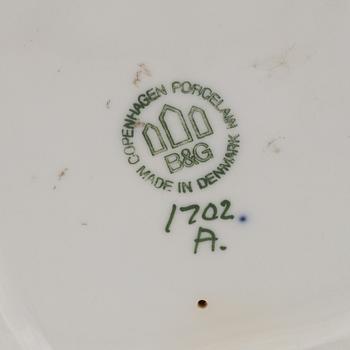 COPENHAGEN PORCELAIN
B&G
MADE IN DENMARK
1702.
A.